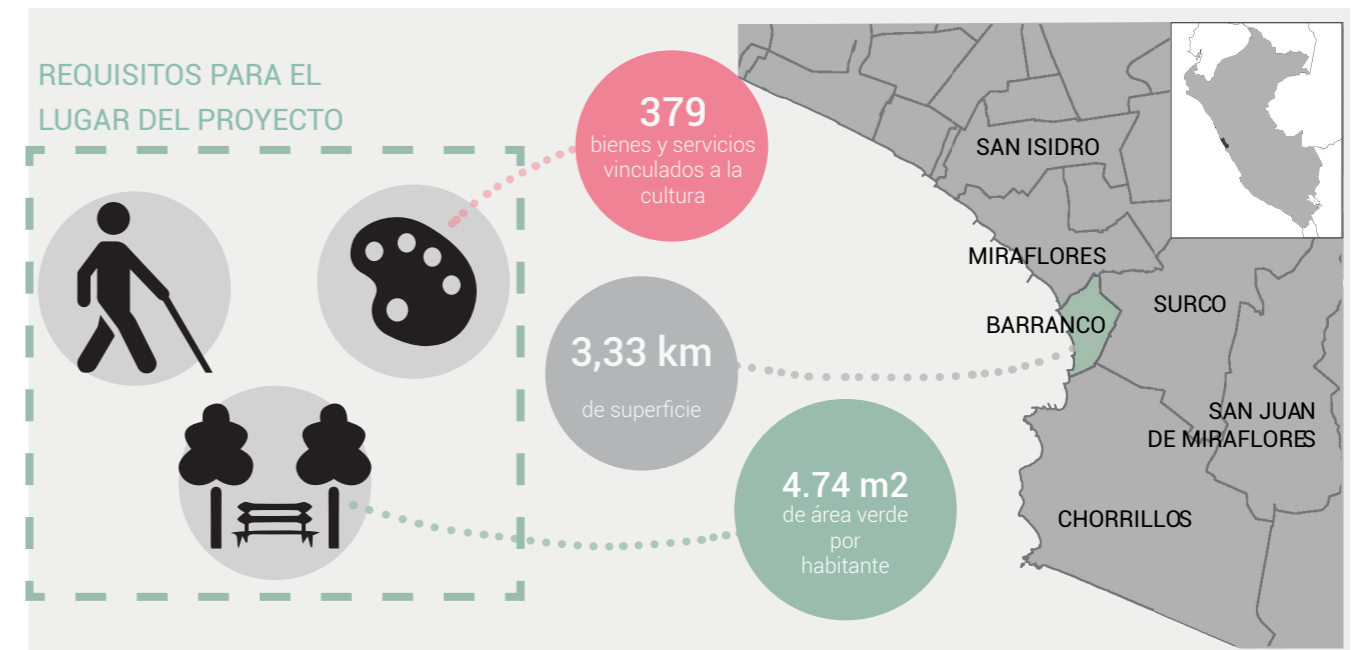 REQUISITOS PARA EL
LUGAR DEL PROYECTO
379
bienes y servicios
vinculados a la
cultura
3,33 km
de superficie
4.74 m2
de área verde
por
habitante
SAN ISIDRO
MIRAFLORES
SURCO
BARRANCO
SAN JUAN
DE MIRAFLORES
CHORRILLOS